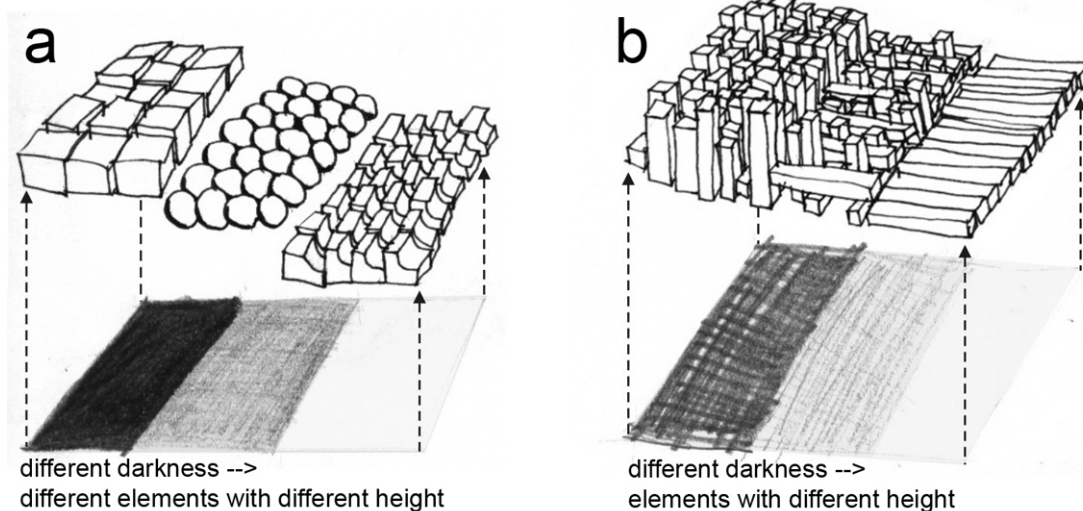 a
b
different darkness -->
different elements with different height
different darkness -->
elements with different height